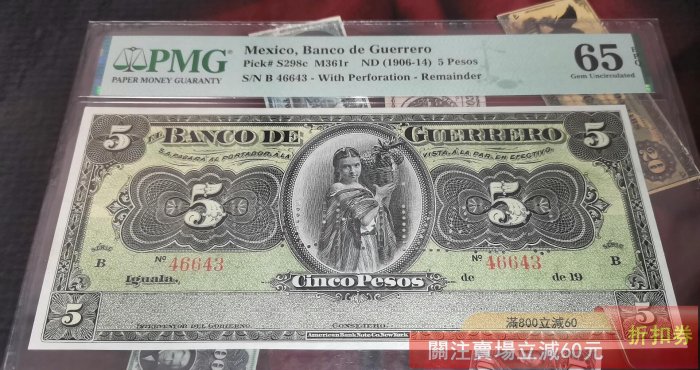 PMG
PAPER MONEY GUARANTY
Mexico, Banco de Guerrero
Pick# S298c M361r ND (1906-14) 5 Pesos
S/N B 46643 - With Perforation - Remainder
65 EPQ
Gem Uncirculated
5 EL BANCO DE GUERRERO 5
PAGARÁ AL PORTADOR, Á LA VISTA, Á LA PAR, EN EFECTIVO.
5 5
SÉRIE B Nº 46643 Nº 46643 SÉRIE B
Iguala, de de 19
CINCO PESOS
5 5
INTERVENTOR DEL GOBIERNO. CONSEJERO.
American Bank Note Co. New York.
滿800立減60
關注賣場立減60元
折扣券